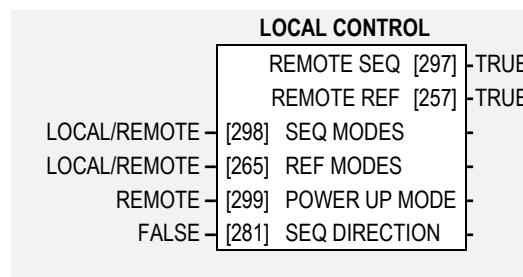 LOCAL CONTROL
REMOTE SEQ [297] -TRUE
REMOTE REF [257] -TRUE
LOCAL/REMOTE – [298] SEQ MODES -
LOCAL/REMOTE – [265] REF MODES -
REMOTE – [299] POWER UP MODE -
FALSE – [281] SEQ DIRECTION -